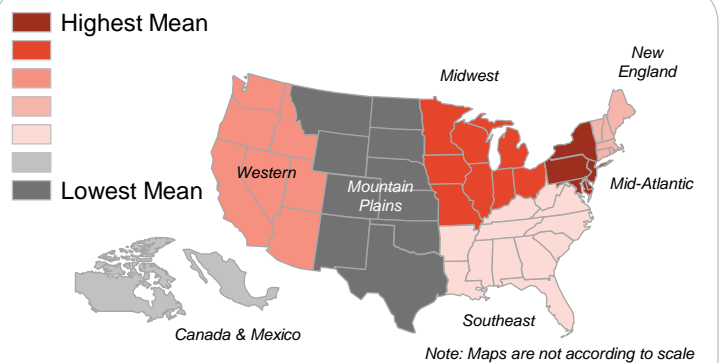 Highest Mean
Lowest Mean
New
England
Midwest
Western
Mountain
Plains
Mid-Atlantic
Southeast
Canada & Mexico
Note: Maps are not according to scale